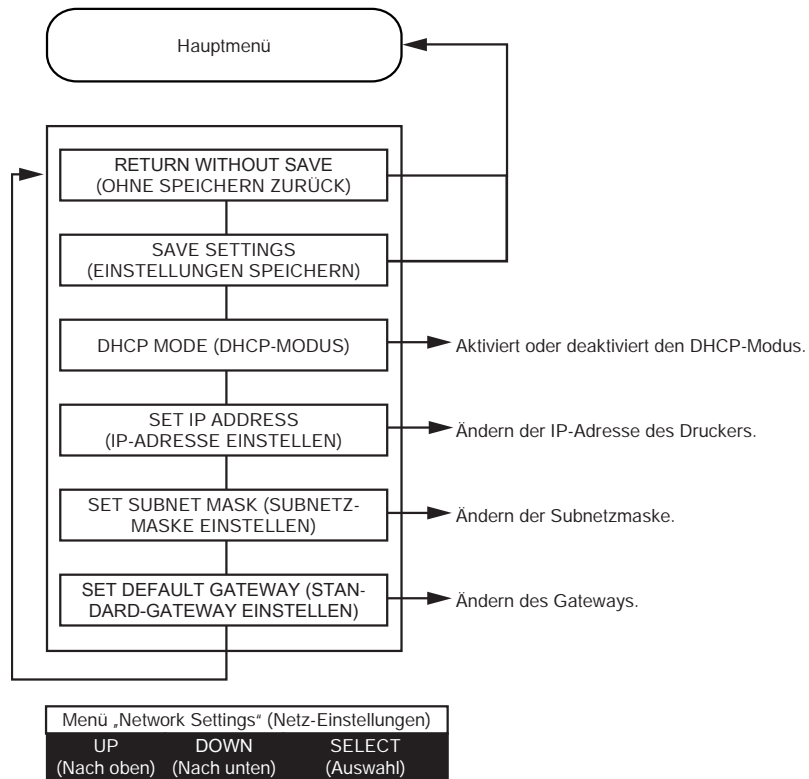 Hauptmenü
RETURN WITHOUT SAVE
(OHNE SPEICHERN ZURÜCK)
SAVE SETTINGS
(EINSTELLUNGEN SPEICHERN)
DHCP MODE (DHCP-MODUS)
Aktiviert oder deaktiviert den DHCP-Modus.
SET IP ADDRESS
(IP-ADRESSE EINSTELLEN)
Ändern der IP-Adresse des Druckers.
SET SUBNET MASK (SUBNETZ-
MASKE EINSTELLEN)
Ändern der Subnetzmaske.
SET DEFAULT GATEWAY (STAN-
DARD-GATEWAY EINSTELLEN)
Ändern des Gateways.
Menü „Network Settings“ (Netz-Einstellungen)
UP DOWN SELECT
(Nach oben) (Nach unten) (Auswahl)